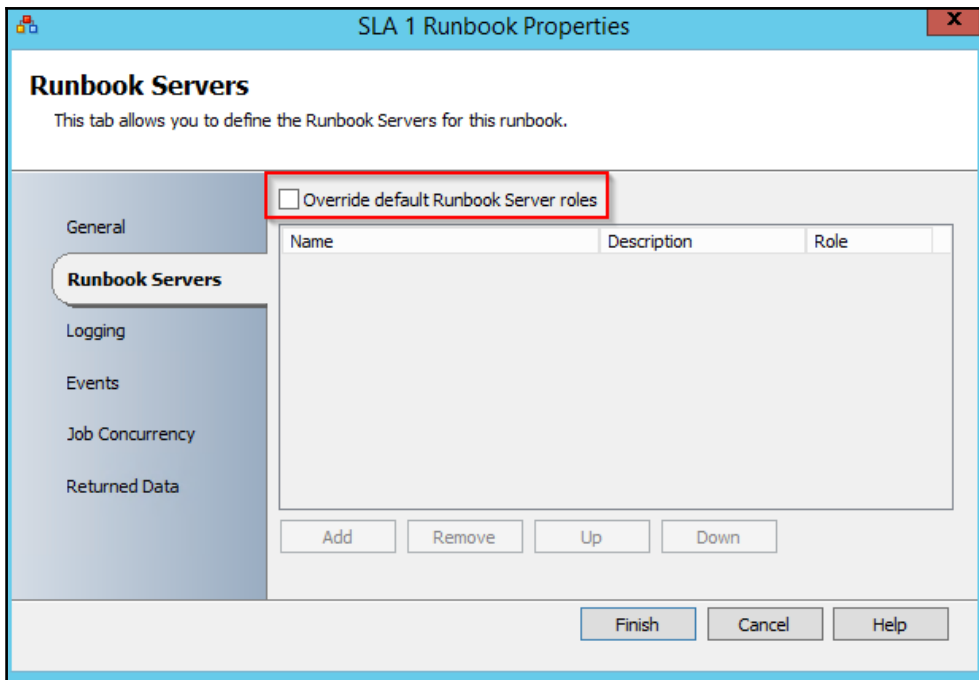 SLA 1 Runbook Properties
x
Runbook Servers
This tab allows you to define the Runbook Servers for this runbook.
General
Runbook Servers
Logging
Events
Job Concurrency
Returned Data
Override default Runbook Server roles
Name Description Role
Add Remove Up Down
Finish Cancel Help